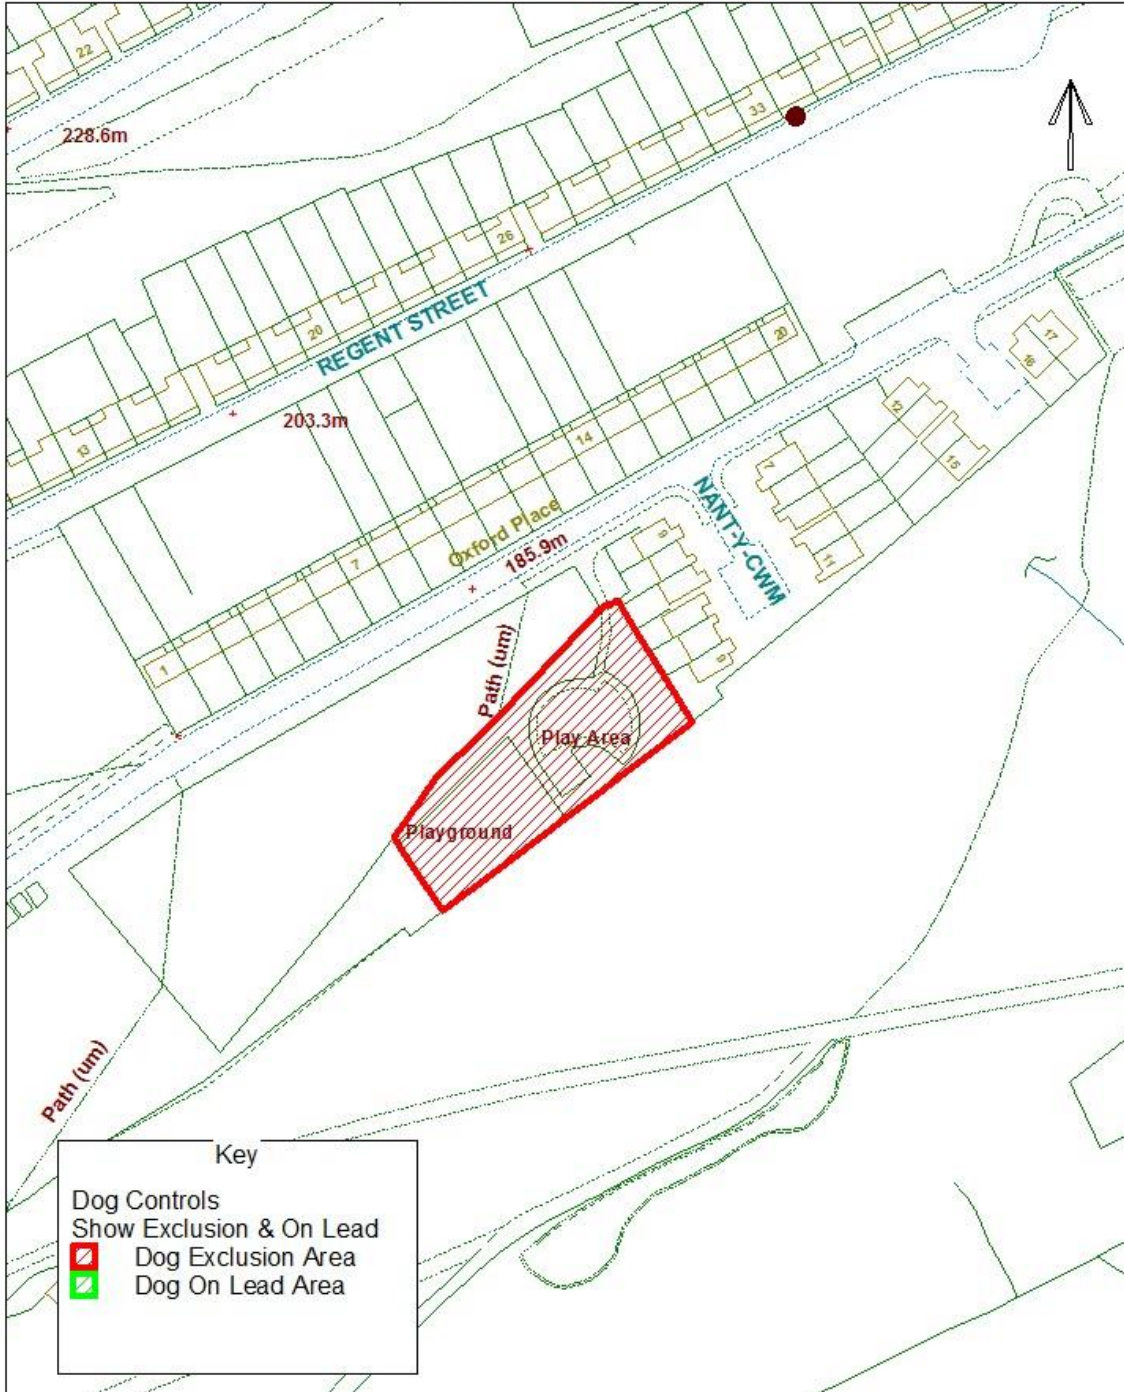 22
228.6m
33
26
REGENT STREET
20
20
17
16
13
203.3m
12
14
15
7
NANT-Y-CWM
Oxford Place
7
185.9m
11
1
Path (um)
Play Area
Playground
Path (um)
Key
Dog Controls
Show Exclusion & On Lead
Dog Exclusion Area
Dog On Lead Area